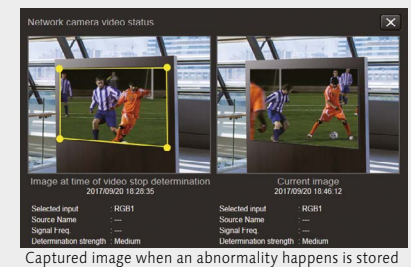 Network camera video status
Image at time of video stop determination
2017/09/20 18:28:35
Selected input : RGB1
Source Name : ---
Signal Freq. : ---
Determination strength : Medium
Current image
2017/09/20 18:46:12
Selected input : RGB1
Source Name : ---
Signal Freq. : ---
Determination strength : Medium
Captured image when an abnormality happens is stored